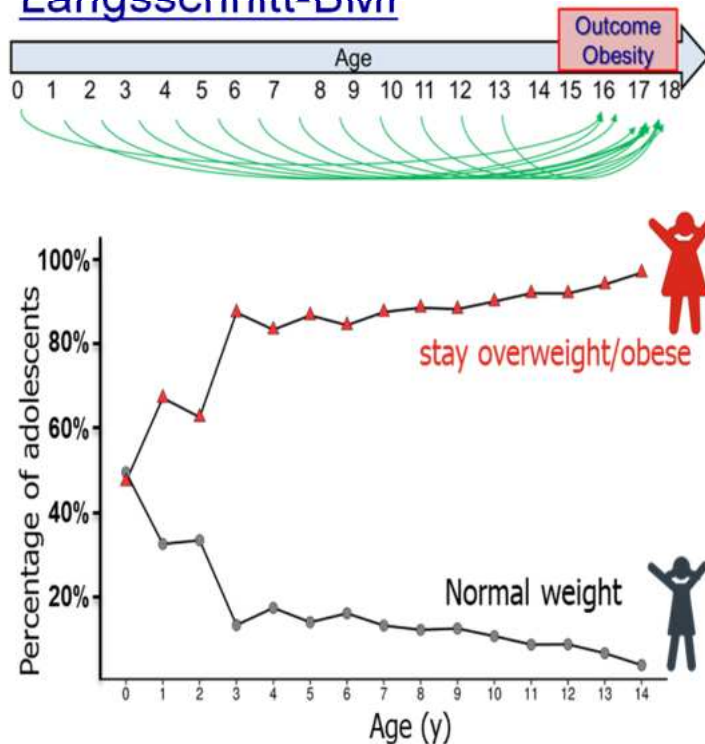 Längsschnitt-BMI
Outcome
Obesity
Age
0 1 2 3 4 5 6 7 8 9 10 11 12 13 14 15 16 17 18
100%
80%
60%
40%
20%
Percentage of adolescents
stay overweight/obese
Normal weight
0 1 2 3 4 5 6 7 8 9 10 11 12 13 14
Age (y)